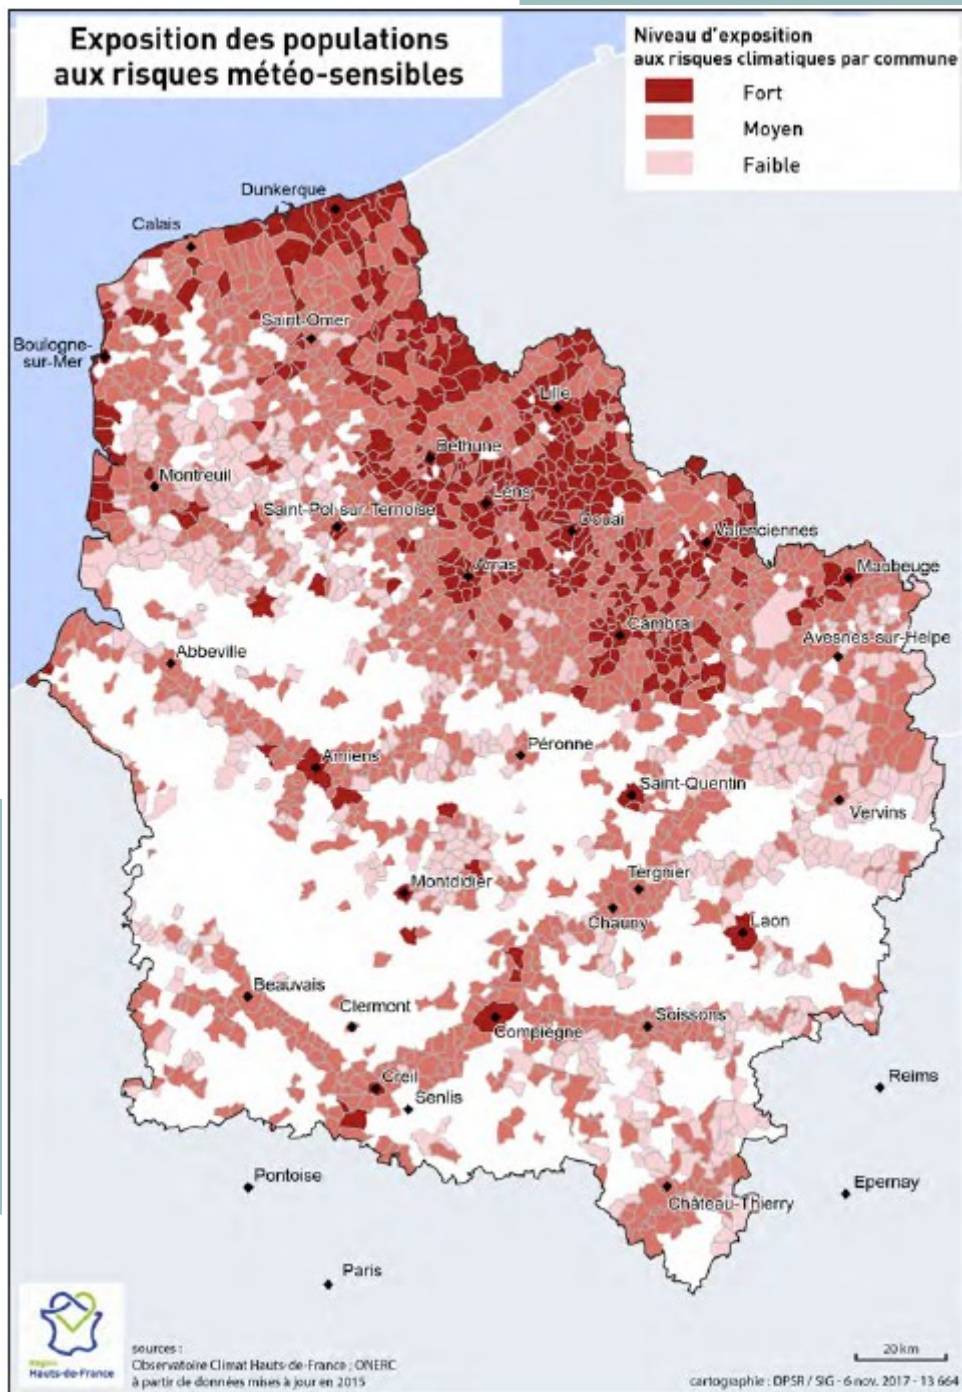 Exposition des populations
aux risques météo-sensibles
Niveau d'exposition
aux risques climatiques par commune
Fort
Moyen
Faible
Dunkerque
Calais
Saint-Omer
Boulogne-
sur-Mer
Lille
Béthune
Montreuil
Lens
Saint-Pol-sur-Ternoise
Douai
Valenciennes
Arras
Maubeuge
Cambrai
Avesnes-sur-Helpe
Abbeville
Péronne
Amiens
Saint-Quentin
Vervins
Montdidier
Tergnier
Chauny
Laon
Beauvais
Clermont
Compiègne
Soissons
Creil
Senlis
Reims
Pontoise
Château-Thierry
Epernay
Paris
Région
Hauts-de-France
sources :
Observatoire Climat Hauts-de-France ; ONERC
à partir de données mises à jour en 2015
20 km
cartographie : DPSR / SIG - 6 nov. 2017 - 13 664